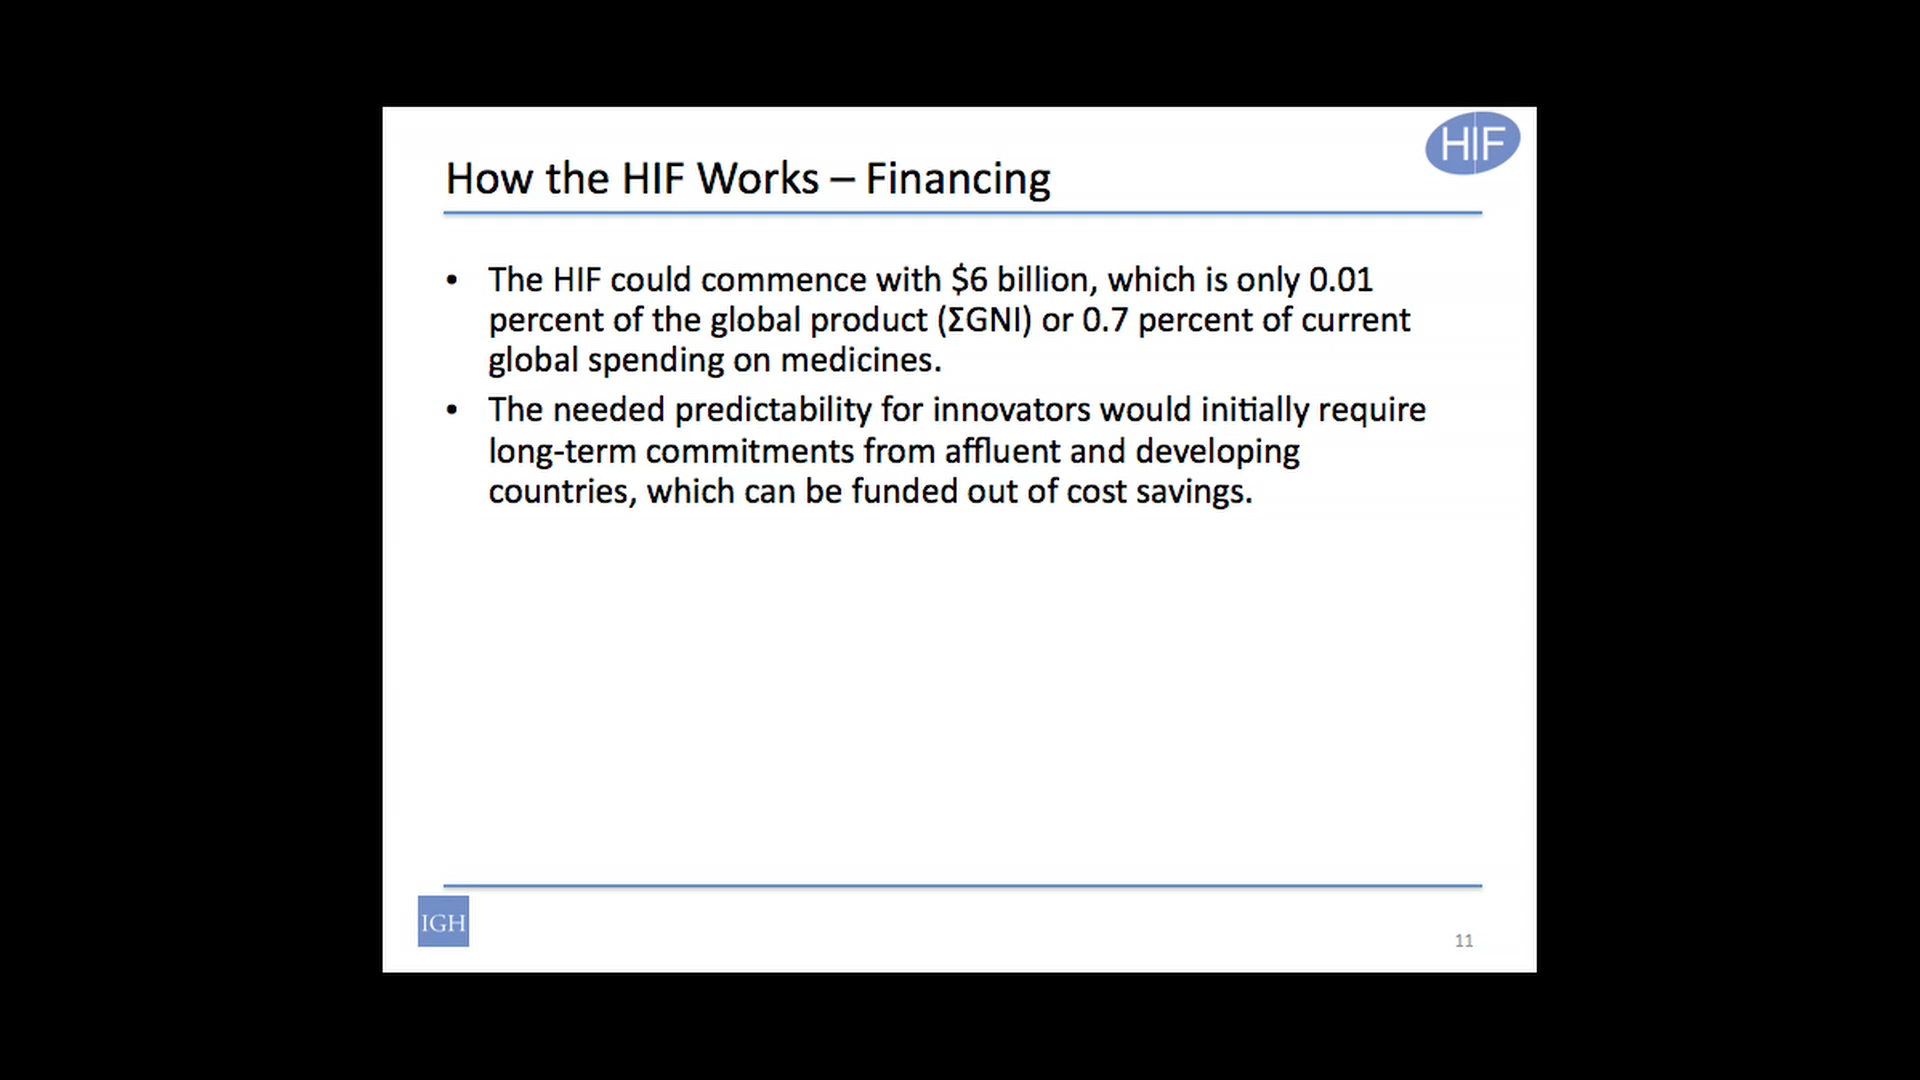 HIF
How the HIF Works – Financing
• The HIF could commence with $6 billion, which is only 0.01
percent of the global product (ΣGNI) or 0.7 percent of current
global spending on medicines.
• The needed predictability for innovators would initially require
long-term commitments from affluent and developing
countries, which can be funded out of cost savings.
IGH
11